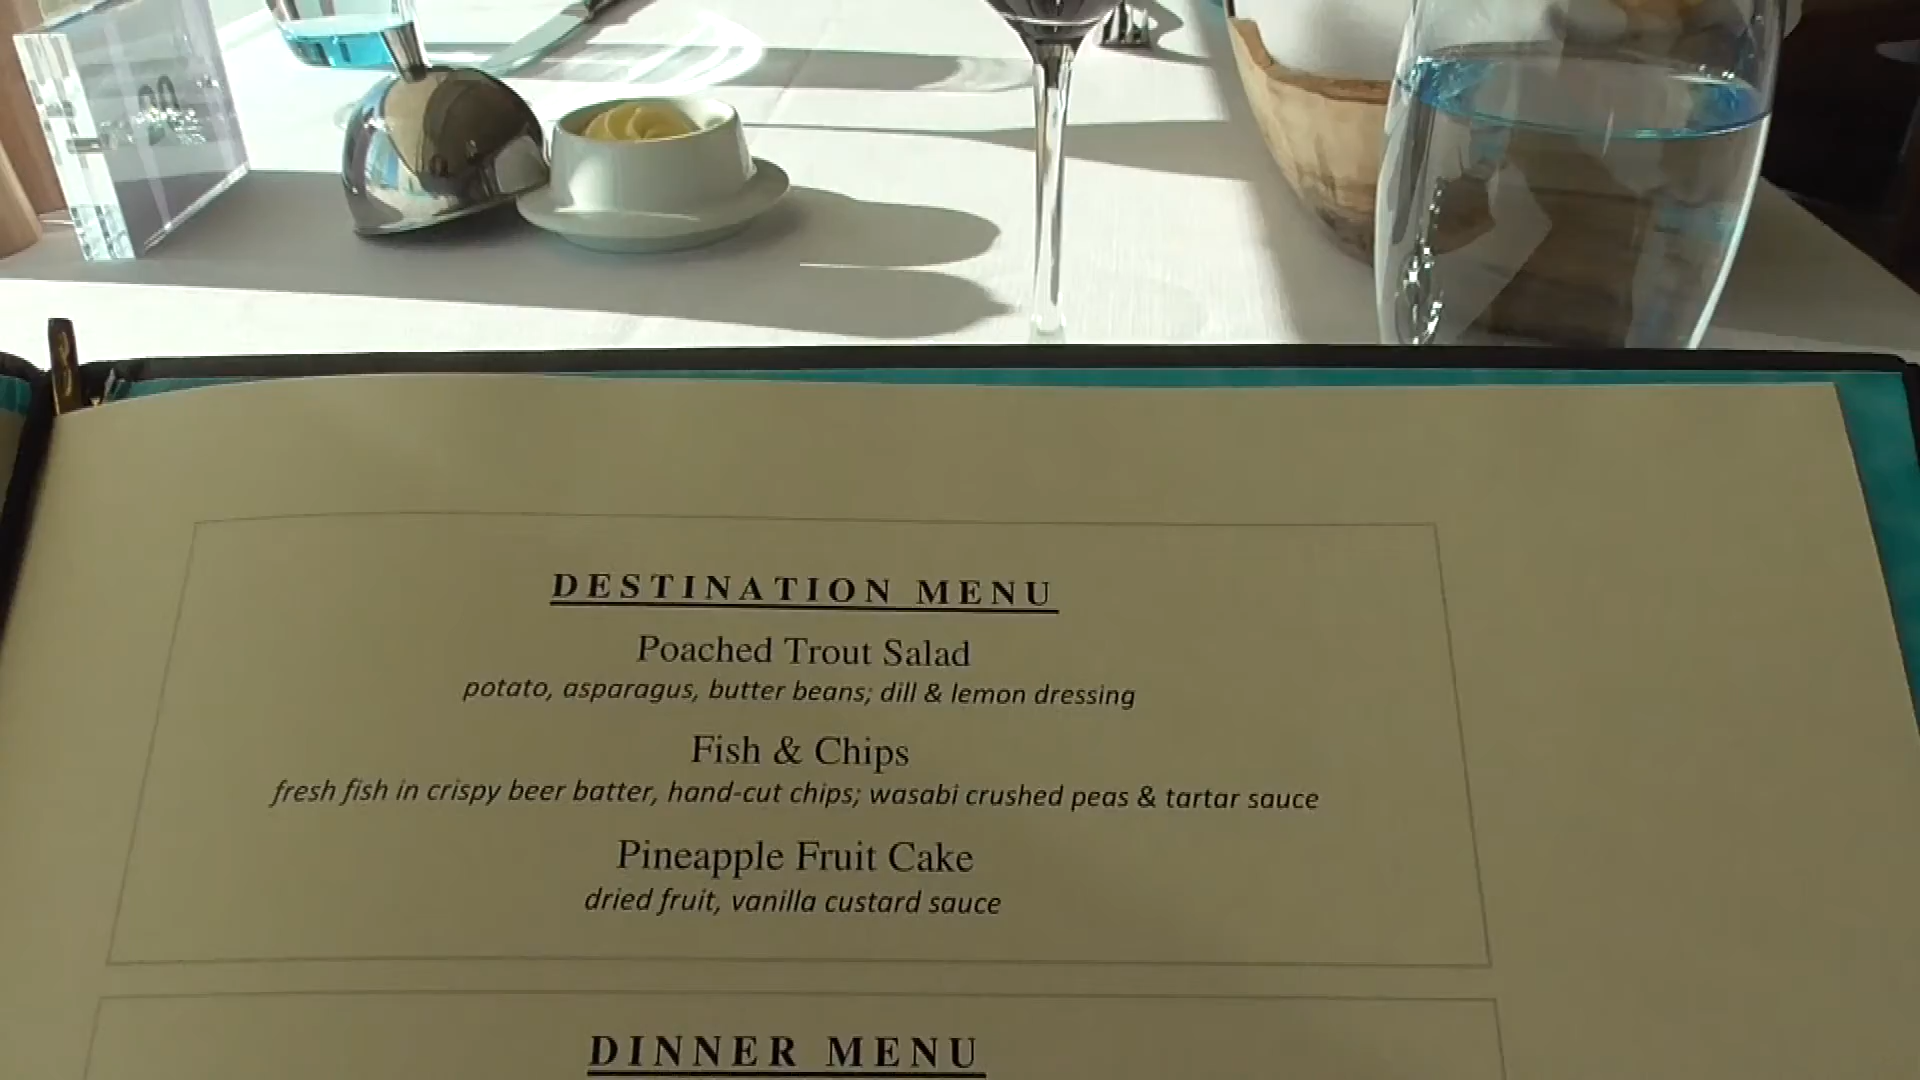 DESTINATION MENU
Poached Trout Salad
potato, asparagus, butter beans; dill & lemon dressing
Fish & Chips
fresh fish in crispy beer batter, hand-cut chips; wasabi crushed peas & tartar sauce
Pineapple Fruit Cake
dried fruit, vanilla custard sauce
DINNER MENU